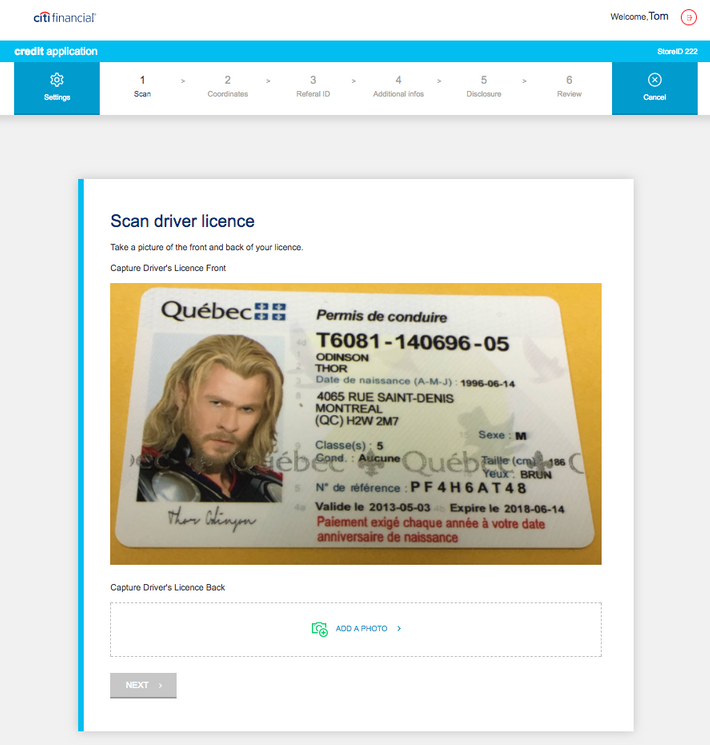 citi financial
Welcome, Tom
credit application
StoreID 222
Settings
1 > 2 > 3 > 4 > 5 > 6
Scan Coordinates Referal ID Additional infos Disclosure Review
Cancel
Scan driver licence
Take a picture of the front and back of your licence.
Capture Driver's Licence Front
Québec
Permis de conduire
4d T6081-140696-05
ODINSON
THOR
Date de naissance (A-M-J) : 1996-06-14
4065 RUE SAINT-DENIS
MONTREAL
(QC) H2W 2M7
Sexe : M
Classe(s) : 5
Cond. : Aucune
Taille (cm) : 186
Yeux : BRUN
Québec
N° de référence : PF4H6AT48
4a Valide le 2013-05-03 4b Expire le 2018-06-14
Paiement exigé chaque année à votre date
anniversaire de naissance
Thor Odinson
Capture Driver's Licence Back
ADD A PHOTO >
NEXT >